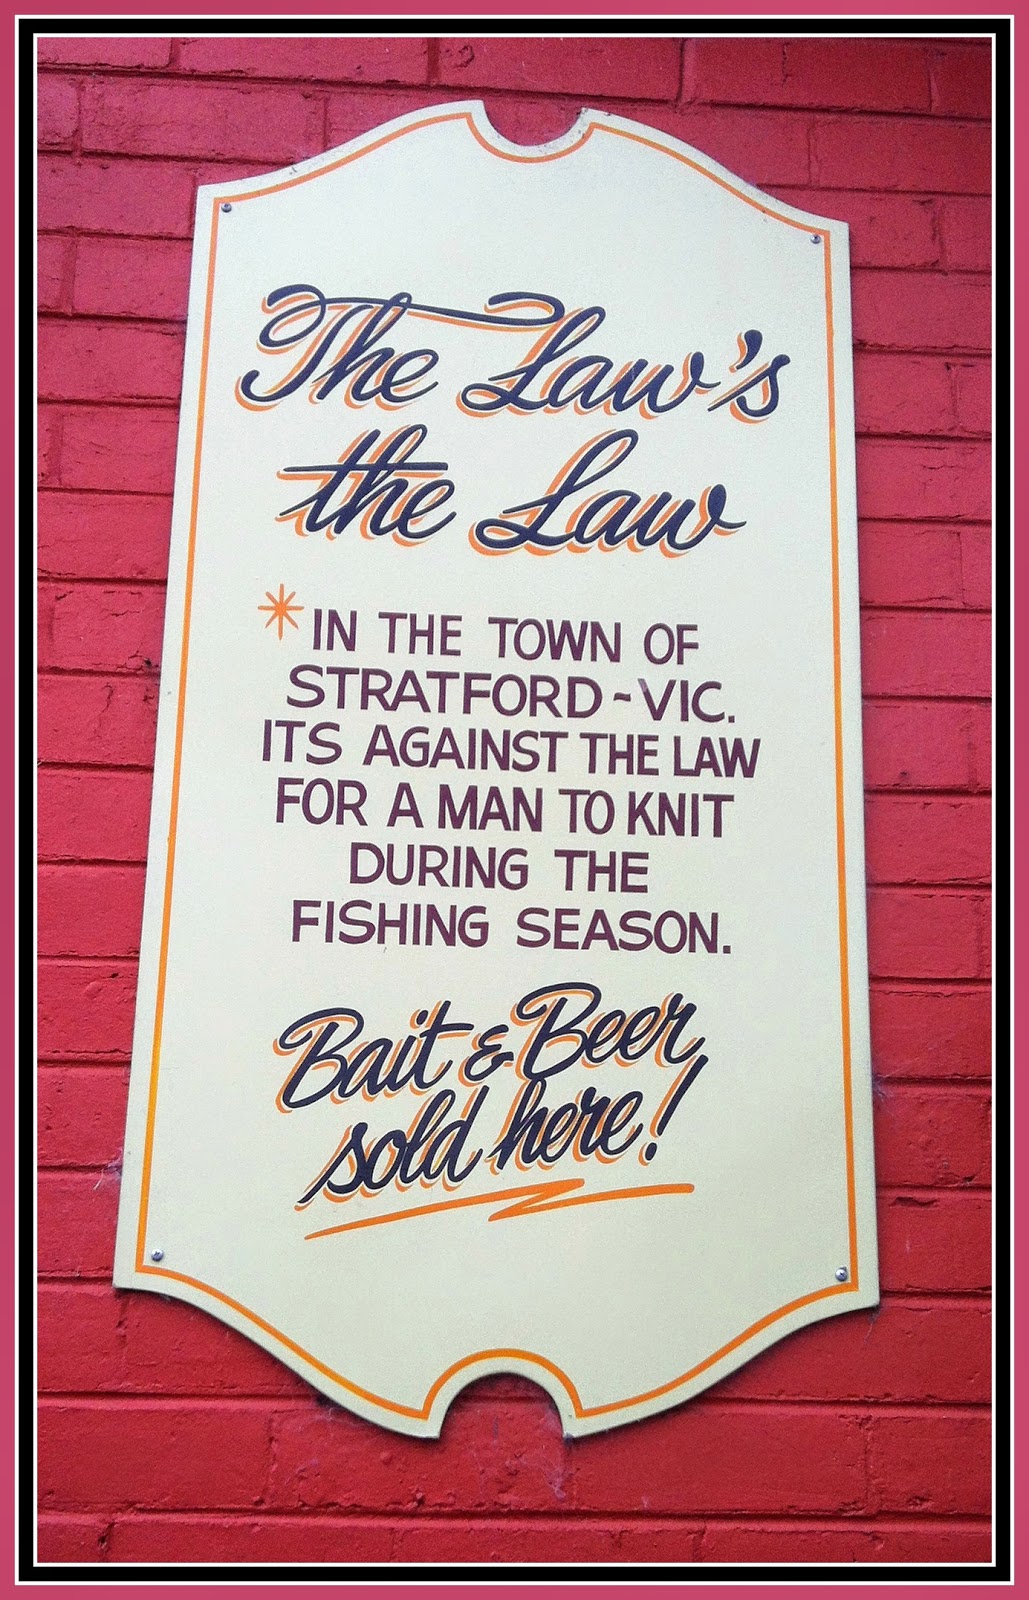 The Law's
the Law
*IN THE TOWN OF
STRATFORD~VIC.
ITS AGAINST THE LAW
FOR A MAN TO KNIT
DURING THE
FISHING SEASON.
Bait & Beer
sold here!